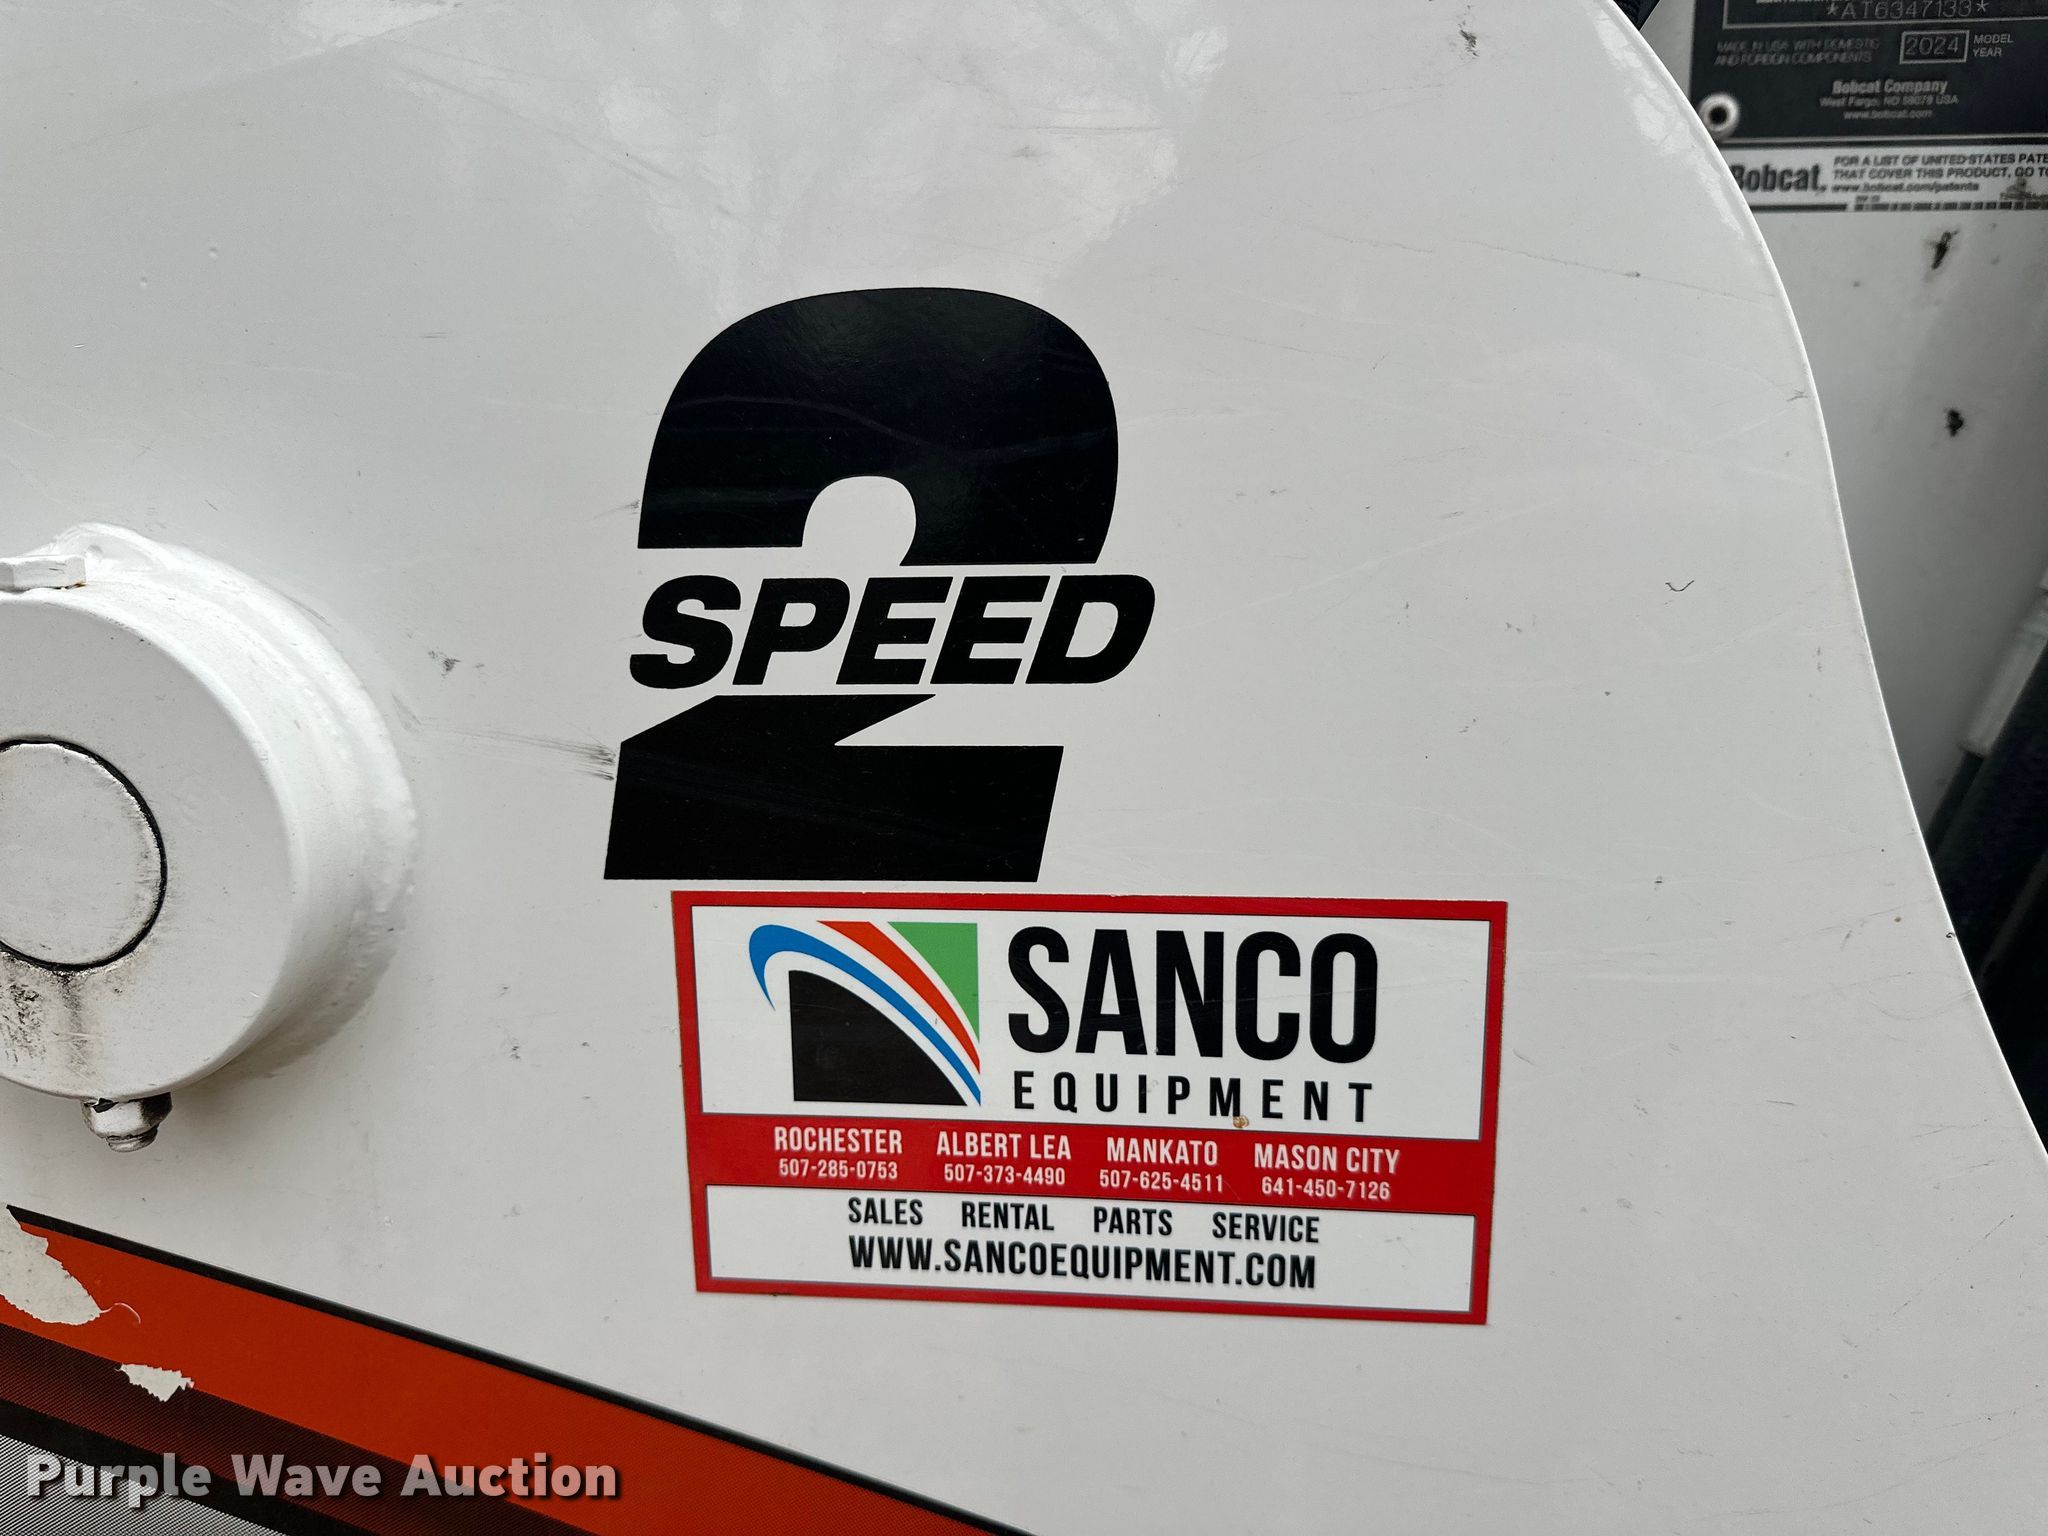 *AT6347133*
MADE IN USA WITH DOMESTIC
AND FOREIGN COMPONENTS
2024 MODEL YEAR
Bobcat Company
West Fargo, ND 58078 USA
www.bobcat.com
Bobcat.
FOR A LIST OF UNITED STATES PATE
THAT COVER THIS PRODUCT, GO TO
www.bobcat.com/patents
2
SPEED
SANCO
EQUIPMENT
ROCHESTER ALBERT LEA MANKATO MASON CITY
507-285-0753 507-373-4490 507-625-4511 641-450-7126
SALES RENTAL PARTS SERVICE
WWW.SANCOEQUIPMENT.COM
Purple Wave Auction